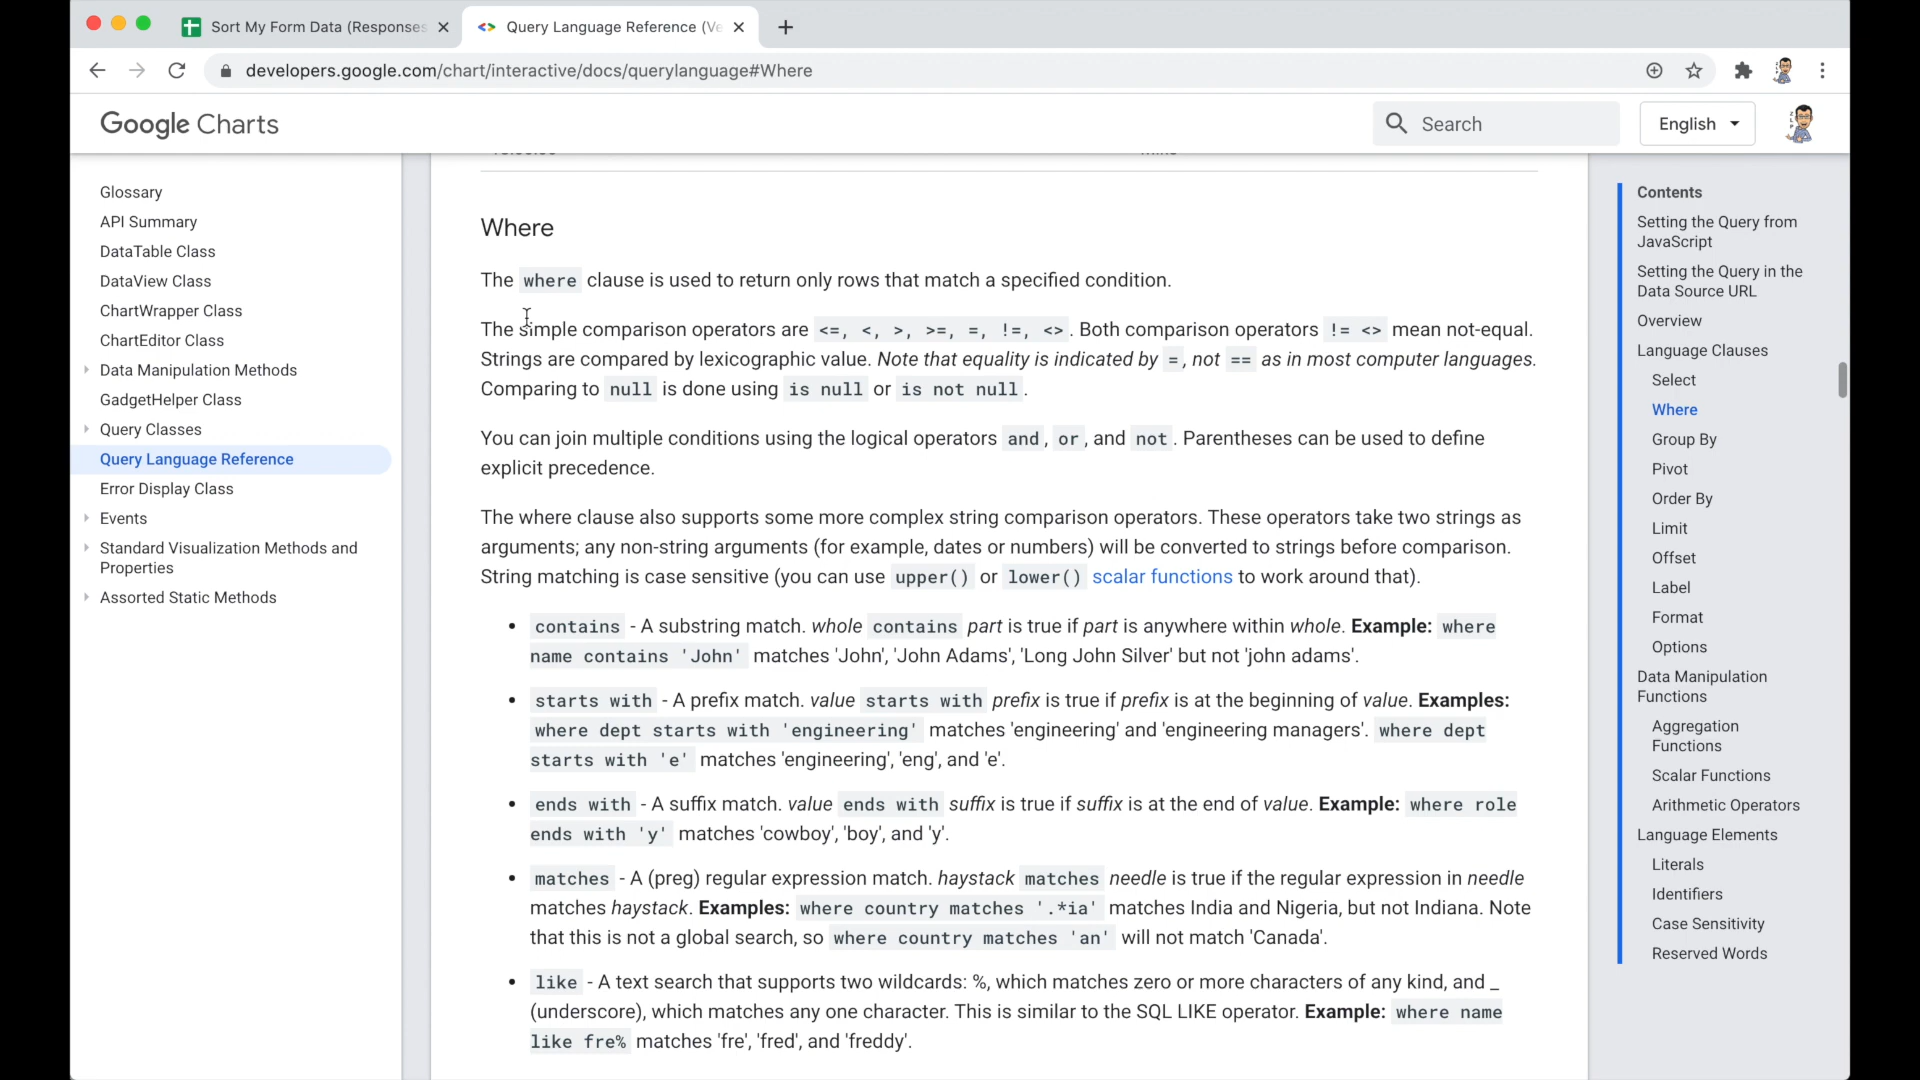 Sort My Form Data (Responses
Query Language Reference (Ve
developers.google.com/chart/interactive/docs/querylanguage#Where
Google Charts
Search
English
Glossary
API Summary
DataTable Class
DataView Class
ChartWrapper Class
ChartEditor Class
Data Manipulation Methods
GadgetHelper Class
Query Classes
Query Language Reference
Error Display Class
Events
Standard Visualization Methods and
Properties
Assorted Static Methods
Where
The where clause is used to return only rows that match a specified condition.
The simple comparison operators are <=, <, >, >=, =, !=, <>. Both comparison operators != <> mean not-equal.
Strings are compared by lexicographic value. Note that equality is indicated by =, not == as in most computer languages.
Comparing to null is done using is null or is not null.
You can join multiple conditions using the logical operators and, or, and not. Parentheses can be used to define
explicit precedence.
The where clause also supports some more complex string comparison operators. These operators take two strings as
arguments; any non-string arguments (for example, dates or numbers) will be converted to strings before comparison.
String matching is case sensitive (you can use upper() or lower() scalar functions to work around that).
• contains - A substring match. whole contains part is true if part is anywhere within whole. Example: where
name contains 'John' matches 'John', 'John Adams', 'Long John Silver' but not 'john adams'.
• starts with - A prefix match. value starts with prefix is true if prefix is at the beginning of value. Examples:
where dept starts with 'engineering' matches 'engineering' and 'engineering managers'. where dept
starts with 'e' matches 'engineering', 'eng', and 'e'.
• ends with - A suffix match. value ends with suffix is true if suffix is at the end of value. Example: where role
ends with 'y' matches 'cowboy', 'boy', and 'y'.
• matches - A (preg) regular expression match. haystack matches needle is true if the regular expression in needle
matches haystack. Examples: where country matches '.*ia' matches India and Nigeria, but not Indiana. Note
that this is not a global search, so where country matches 'an' will not match 'Canada'.
• like - A text search that supports two wildcards: %, which matches zero or more characters of any kind, and _
(underscore), which matches any one character. This is similar to the SQL LIKE operator. Example: where name
like fre% matches 'fre', 'fred', and 'freddy'.
Contents
Setting the Query from
JavaScript
Setting the Query in the
Data Source URL
Overview
Language Clauses
Select
Where
Group By
Pivot
Order By
Limit
Offset
Label
Format
Options
Data Manipulation
Functions
Aggregation
Functions
Scalar Functions
Arithmetic Operators
Language Elements
Literals
Identifiers
Case Sensitivity
Reserved Words